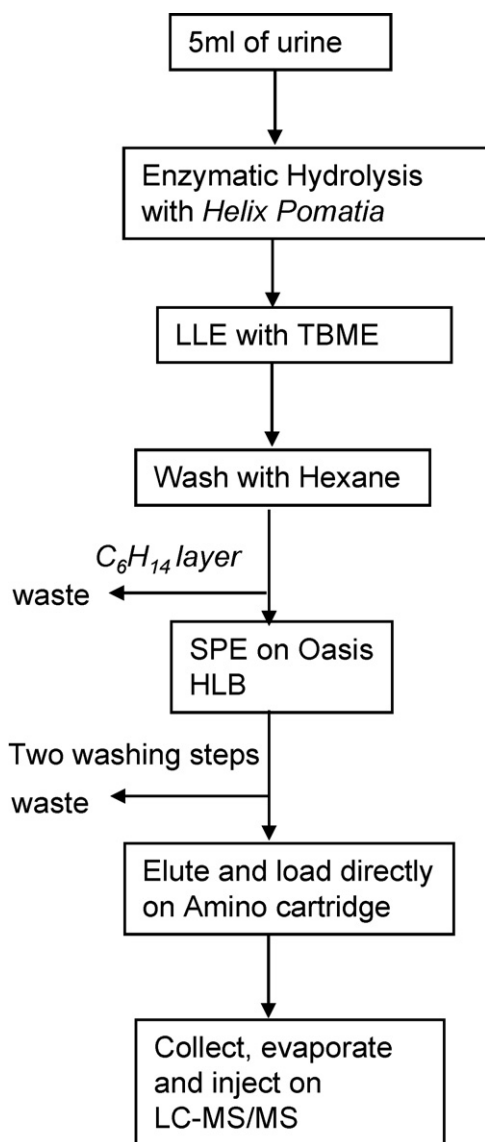 5ml of urine
Enzymatic Hydrolysis
with Helix Pomatia
LLE with TBME
Wash with Hexane
C₆H₁₄ layer
waste
SPE on Oasis
HLB
Two washing steps
waste
Elute and load directly
on Amino cartridge
Collect, evaporate
and inject on
LC-MS/MS